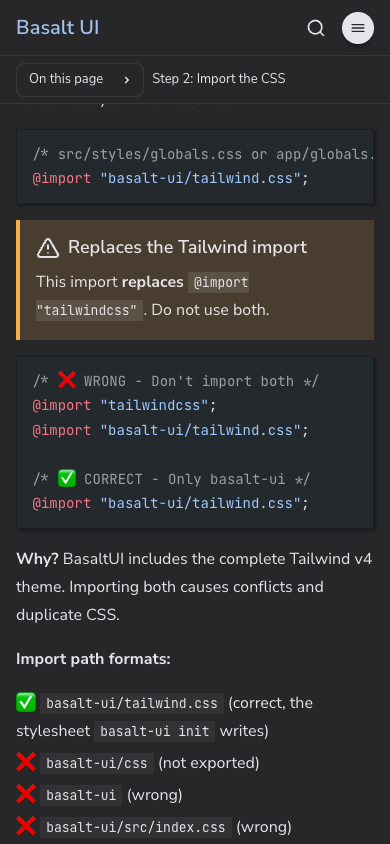 Basalt UI
On this page
Step 2: Import the CSS
/* src/styles/globals.css or app/globals.
@import "basalt-ui/tailwind.css";
Replaces the Tailwind import
This import replaces @import
"tailwindcss" . Do not use both.
/* ❌ WRONG - Don't import both */
@import "tailwindcss";
@import "basalt-ui/tailwind.css";
/* ✅ CORRECT - Only basalt-ui */
@import "basalt-ui/tailwind.css";
Why? BasaltUI includes the complete Tailwind v4
theme. Importing both causes conflicts and
duplicate CSS.
Import path formats:
✅ basalt-ui/tailwind.css (correct, the
stylesheet basalt-ui init writes)
❌ basalt-ui/css (not exported)
❌ basalt-ui (wrong)
❌ basalt-ui/src/index.css (wrong)